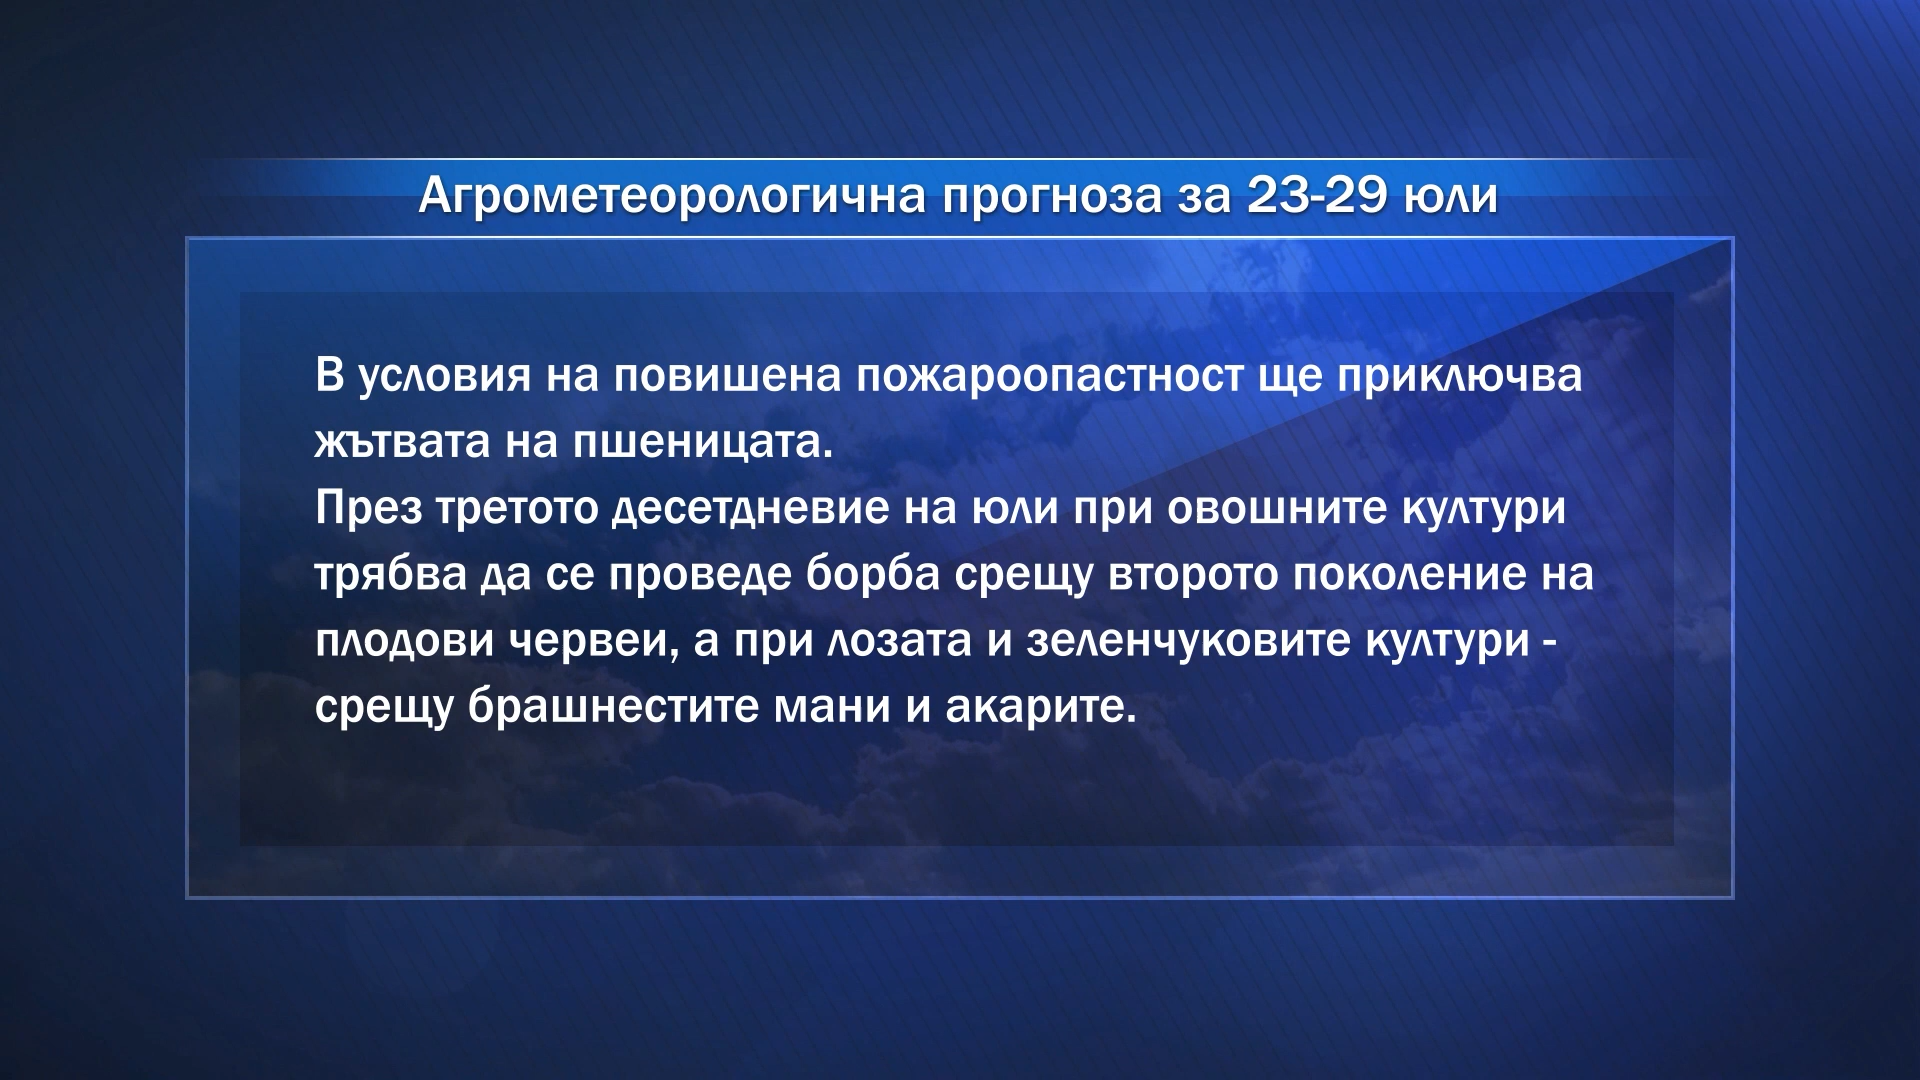 Агрометеорологична прогноза за 23-29 юли
В условия на повишена пожароопастност ще приключва
жътвата на пшеницата.
През третото десетдневие на юли при овошните култури
трябва да се проведе борба срещу второто поколение на
плодови червеи, а при лозата и зеленчуковите култури -
срещу брашнестите мани и акарите.